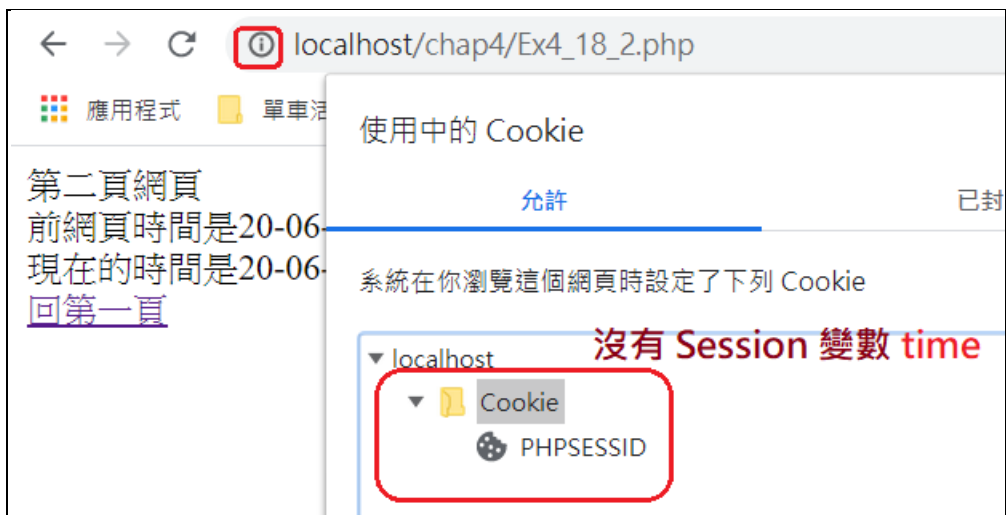 localhost/chap4/Ex4_18_2.php
應用程式 單車活
第二頁網頁
前網頁時間是20-06-
現在的時間是20-06-
回第一頁
使用中的 Cookie
允許 已封
系統在你瀏覽這個網頁時設定了下列 Cookie
沒有 Session 變數 time
localhost
Cookie
PHPSESSID